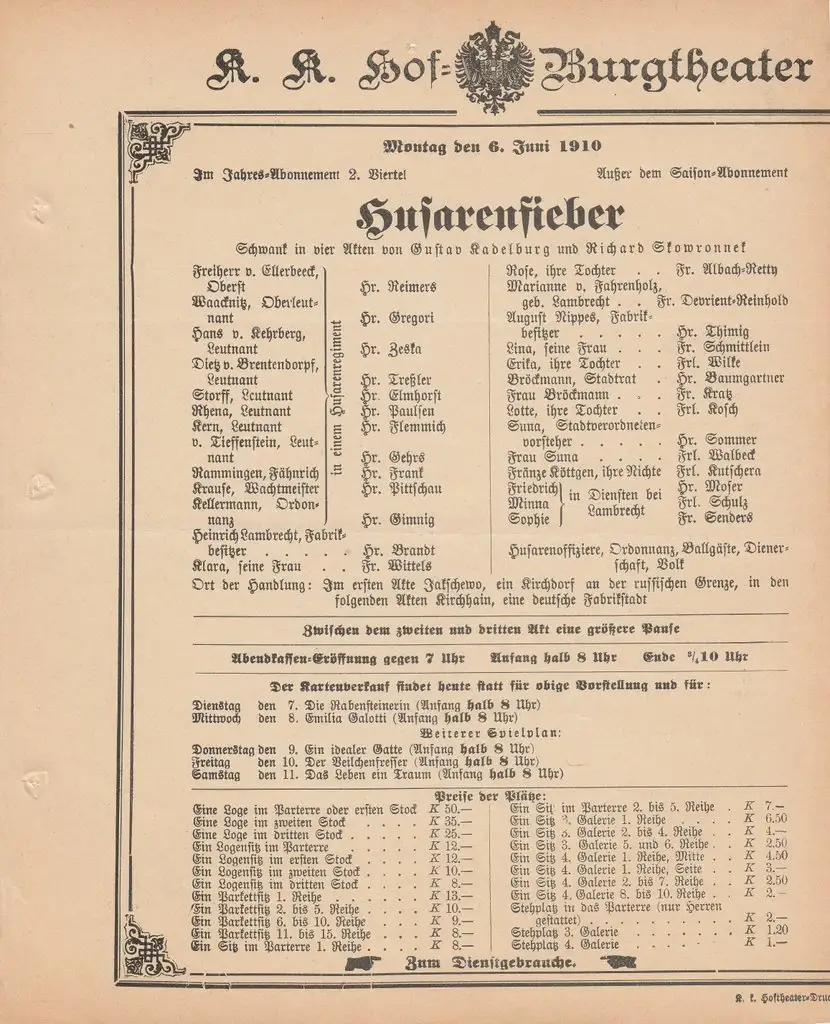 K. K. Hof-Burgtheater
Montag den 6. Juni 1910
Im Jahres-Abonnement 2. Viertel Außer dem Saison-Abonnement
Husarenfieber
Schwank in vier Akten von Gustav Kadelburg und Richard Skowronnek
Freiherr v. Ellerbeeck,
Oberst Hr. Reimers
Waacknitz, Oberleut-
nant Hr. Gregori
Hans v. Kehrberg,
Leutnant Hr. Zeska
Dietz v. Brentendorpf,
Leutnant Hr. Treßler
Storff, Leutnant Hr. Elmhorst
Rhena, Leutnant Hr. Paulsen
Kern, Leutnant Hr. Flemmich
v. Tieffenstein, Leut-
nant Hr. Gehrs
Rammingen, Fähnrich Hr. Frank
Krause, Wachtmeister Hr. Pittschau
Kellermann, Ordon-
nanz Hr. Gimnig
in einem Husarenregiment
Heinrich Lambrecht, Fabrik-
besitzer . . . . . Hr. Brandt
Klara, seine Frau . . Fr. Wittels
Rose, ihre Tochter . . Fr. Albach-Retty
Marianne v. Fahrenholz,
geb. Lambrecht . . Fr. Devrient-Reinhold
August Nippes, Fabrik-
besitzer . . . . . Hr. Thimig
Lina, seine Frau . . . Fr. Schmittlein
Erika, ihre Tochter . . Frl. Wilke
Bröckmann, Stadtrat . Hr. Baumgartner
Frau Bröckmann . . . Fr. Kratz
Lotte, ihre Tochter . . Frl. Kosch
Suna, Stadtverordneten-
vorsteher . . . . . Hr. Sommer
Frau Suna . . . . Frl. Walbeck
Fränze Köttgen, ihre Nichte Frl. Kutschera
Friedrich Hr. Moser
Minna in Diensten bei Lambrecht Frl. Schulz
Sophie Fr. Senders
Husarenoffiziere, Ordonnanz, Ballgäste, Diener-
schaft, Volk
Ort der Handlung: Im ersten Akte Jakschewo, ein Kirchdorf an der russischen Grenze, in den
folgenden Akten Kirchhain, eine deutsche Fabrikstadt
Zwischen dem zweiten und dritten Akt eine größere Pause
Abendkassen-Eröffnung gegen 7 Uhr Anfang halb 8 Uhr Ende ¾10 Uhr
Der Kartenverkauf findet heute statt für obige Vorstellung und für:
Dienstag den 7. Die Rabensteinerin (Anfang halb 8 Uhr)
Mittwoch den 8. Emilia Galotti (Anfang halb 8 Uhr)
Weiterer Spielplan:
Donnerstag den 9. Ein idealer Gatte (Anfang halb 8 Uhr)
Freitag den 10. Der Veilchenfresser (Anfang halb 8 Uhr)
Samstag den 11. Das Leben ein Traum (Anfang halb 8 Uhr)
Preise der Plätze:
Eine Loge im Parterre oder ersten Stock K 50.—
Eine Loge im zweiten Stock . . . . K 35.—
Eine Loge im dritten Stock . . . . K 25.—
Ein Logensitz im Parterre . . . . K 12.—
Ein Logensitz im ersten Stock . . . K 12.—
Ein Logensitz im zweiten Stock . . . K 10.—
Ein Logensitz im dritten Stock . . . K 8.—
Ein Parkettsitz 1. Reihe . . . . K 13.—
Ein Parkettsitz 2. bis 5. Reihe . . . K 10.—
Ein Parkettsitz 6. bis 10. Reihe . . . K 9.—
Ein Parkettsitz 11. bis 15. Reihe . . . K 8.—
Ein Sitz im Parterre 1. Reihe . . . . K 8.—
Ein Sitz im Parterre 2. bis 5. Reihe . K 7.—
Ein Sitz 3. Galerie 1. Reihe . . . . K 6.50
Ein Sitz 3. Galerie 2. bis 4. Reihe . . K 4.—
Ein Sitz 3. Galerie 5. und 6. Reihe . . K 2.50
Ein Sitz 4. Galerie 1. Reihe, Mitte . . K 4.50
Ein Sitz 4. Galerie 1. Reihe, Seite . . K 3.—
Ein Sitz 4. Galerie 2. bis 7. Reihe . . K 2.50
Ein Sitz 4. Galerie 8. bis 10. Reihe . . K 2.—
Stehplatz in das Parterre (nur Herren
gestattet) . . . . . . . K 2.—
Stehplatz 3. Galerie . . . . . . K 1.20
Stehplatz 4. Galerie . . . . . . K 1.—
Zum Dienstgebrauche.
K. k. Hoftheater-Druc